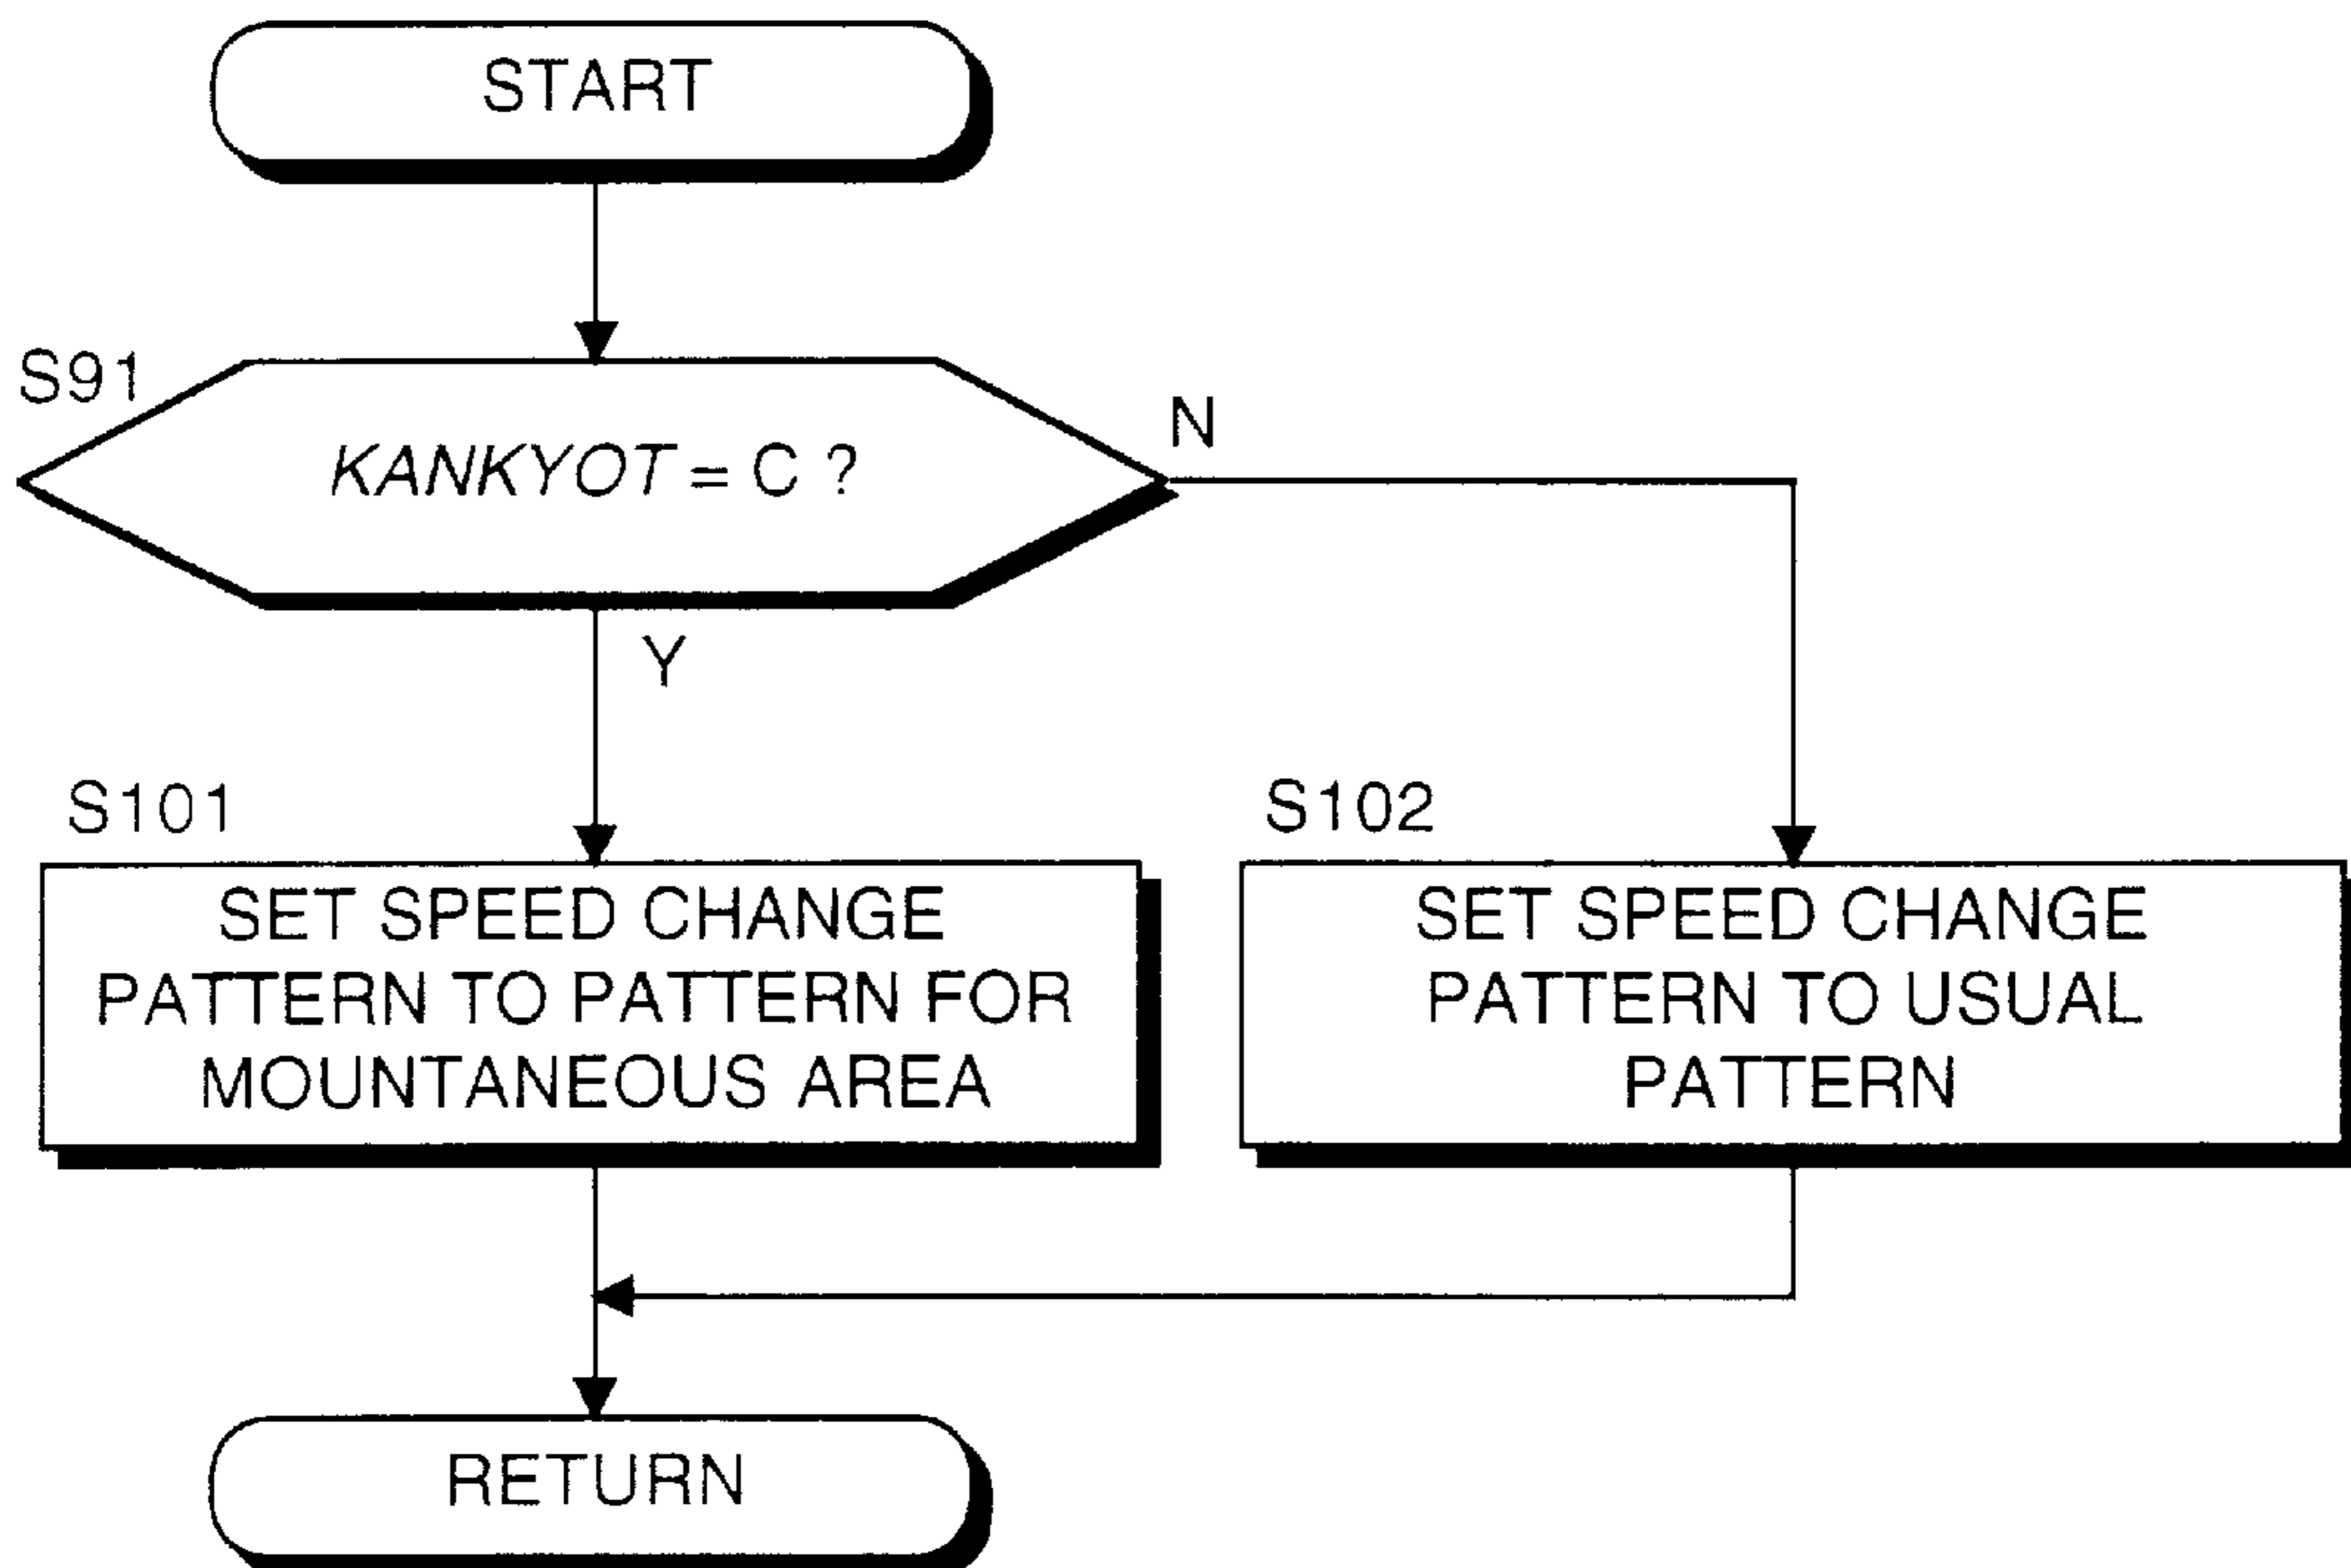 START
S91
KANKYOT = C ?
N
Y
S101
SET SPEED CHANGE
PATTERN TO PATTERN FOR
MOUNTANEOUS AREA
S102
SET SPEED CHANGE
PATTERN TO USUAL
PATTERN
RETURN